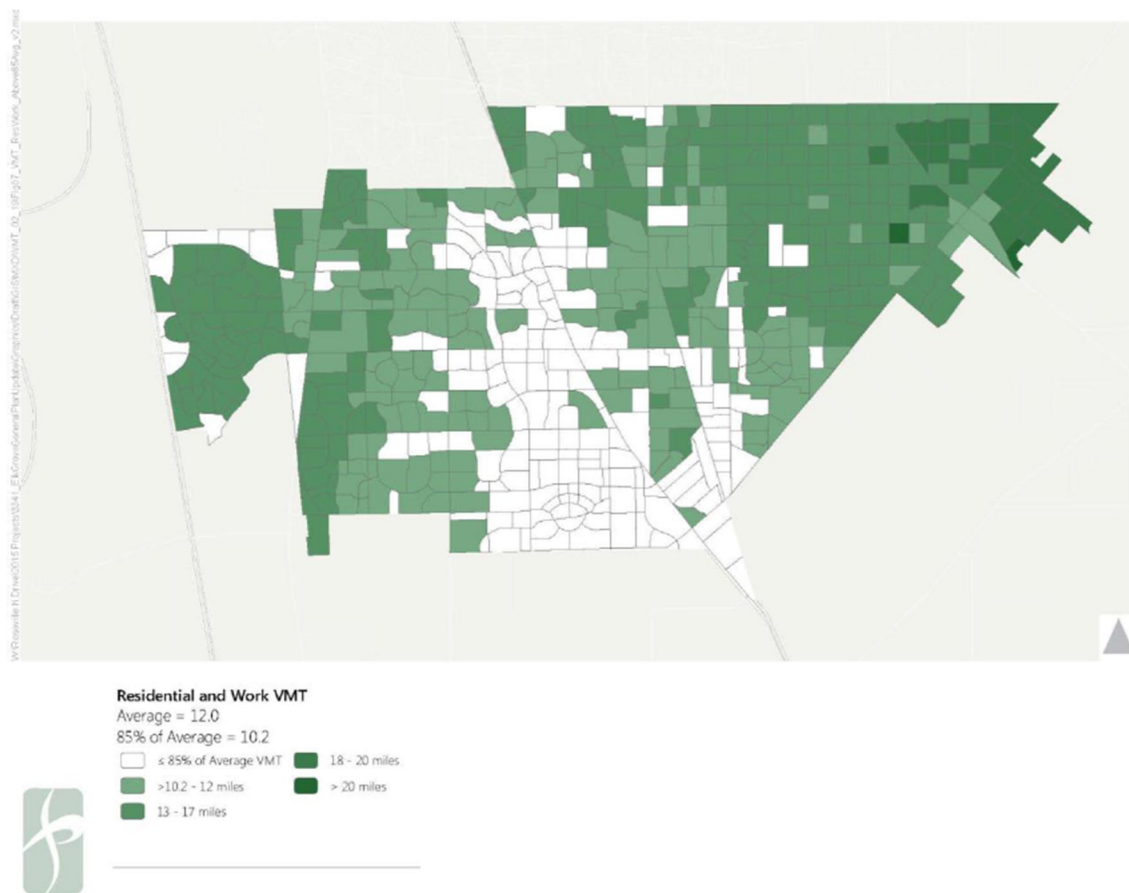 Residential and Work VMT
Average = 12.0
85% of Average = 10.2
≤ 85% of Average VMT
>10.2 - 12 miles
13 - 17 miles
18 - 20 miles
> 20 miles